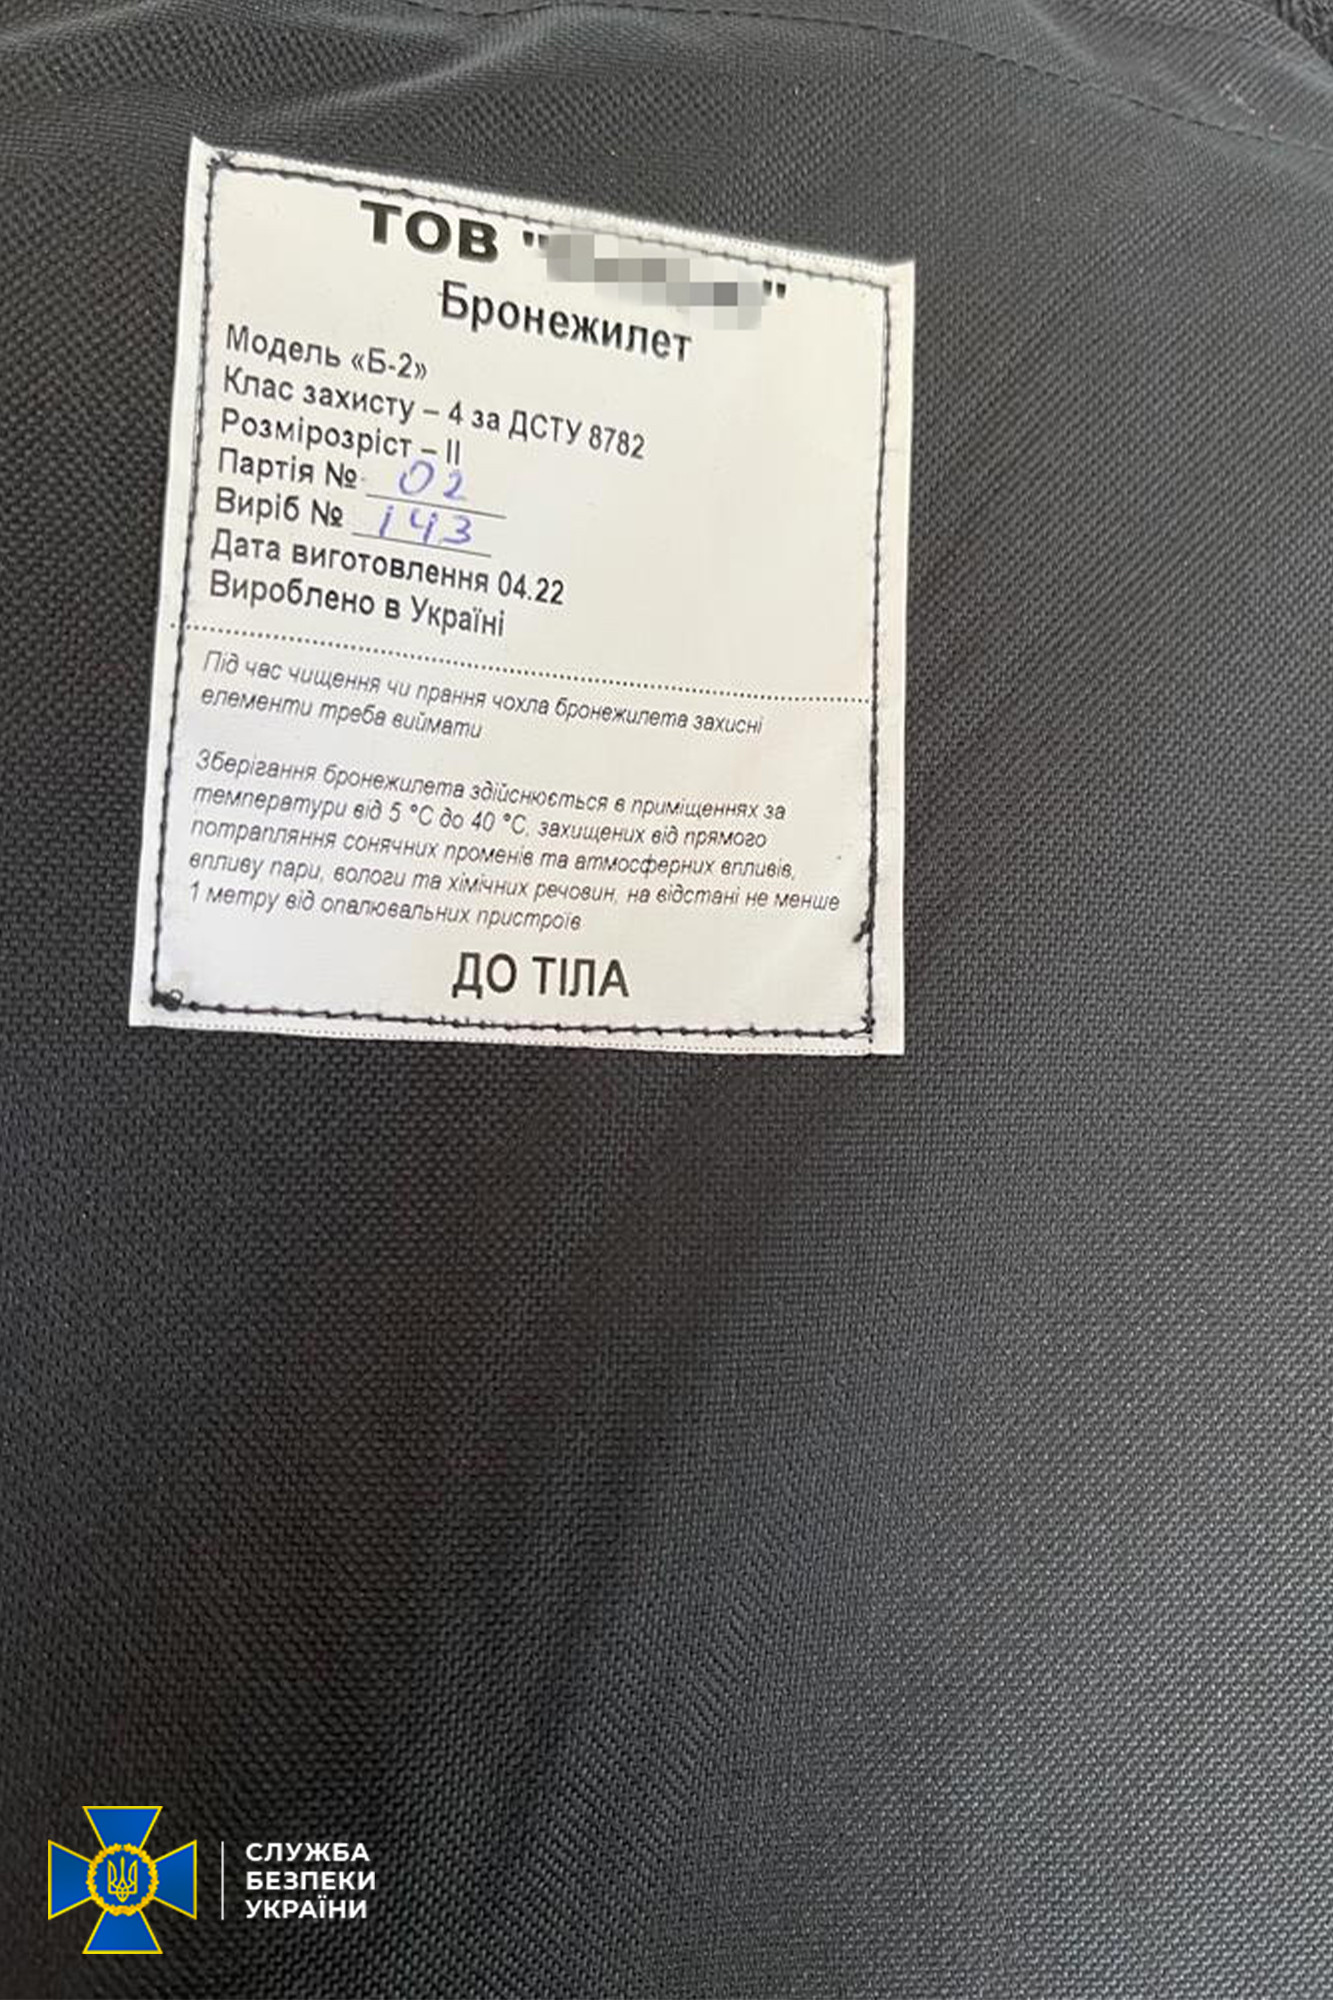 ТОВ "          "
Бронежилет
Модель «Б-2»
Клас захисту – 4 за ДСТУ 8782
Розмірозріст – II
Партія № 02
Виріб № 143
Дата виготовлення 04.22
Вироблено в Україні
Під час чищення чи прання чохла бронежилета захисні
елементи треба виймати
Зберігання бронежилета здійснюється в приміщеннях за
температури від 5 °С до 40 °С, захищених від прямого
потрапляння сонячних променів та атмосферних впливів,
впливу пари, вологи та хімічних речовин, на відстані не менше
1 метру від опалювальних пристроїв
ДО ТІЛА
СЛУЖБА
БЕЗПЕКИ
УКРАЇНИ